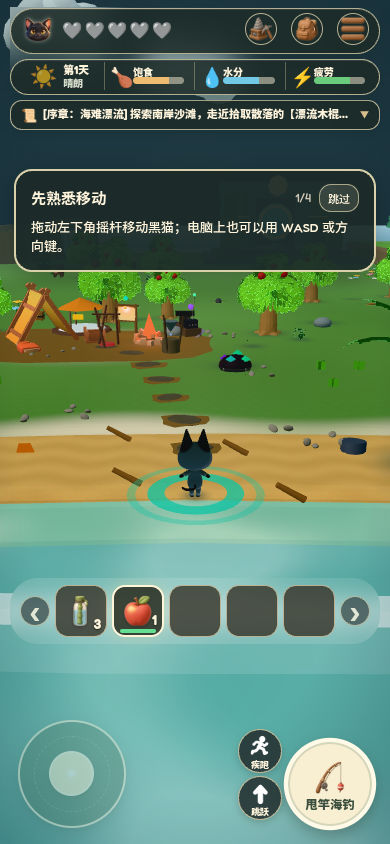 第1天
晴朗
饱食
水分
疲劳
[序章：海难漂流] 探索南岸沙滩，走近拾取散落的【漂流木棍...
先熟悉移动
1/4
跳过
拖动左下角摇杆移动黑猫；电脑上也可以用 WASD 或方
向键。
3
1
疾跑
跳跃
甩竿海钓